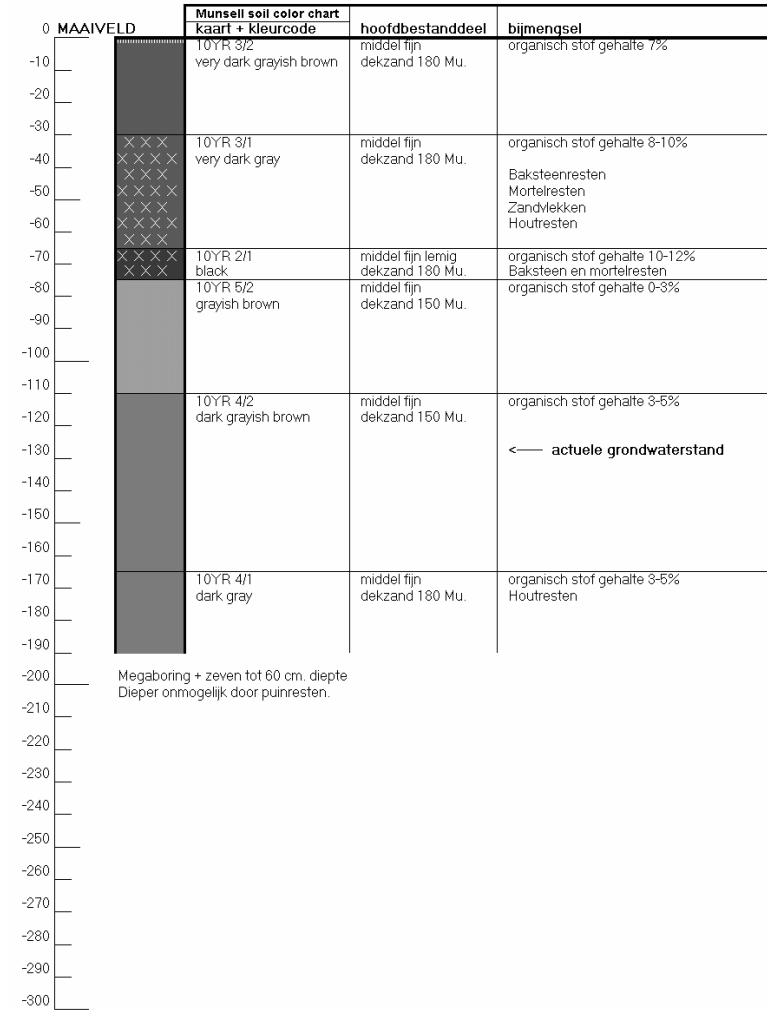 Munsell soil color chart
0 MAAIVELD kaart + kleurcode hoofdbestanddeel bijmengsel
10YR 3/2 middel fijn organisch stof gehalte 7%
-10 very dark grayish brown dekzand 180 Mu.
-20
-30
10YR 3/1 middel fijn organisch stof gehalte 8-10%
-40 very dark gray dekzand 180 Mu.
Baksteenresten
-50 Mortelresten
Zandvlekken
-60 Houtresten
-70 10YR 2/1 middel fijn lemig organisch stof gehalte 10-12%
black dekzand 180 Mu. Baksteen en mortelresten
-80 10YR 5/2 middel fijn organisch stof gehalte 0-3%
grayish brown dekzand 150 Mu.
-90
-100
-110
10YR 4/2 middel fijn organisch stof gehalte 3-5%
-120 dark grayish brown dekzand 150 Mu.
-130 <— actuele grondwaterstand
-140
-150
-160
-170 10YR 4/1 middel fijn organisch stof gehalte 3-5%
dark gray dekzand 180 Mu. Houtresten
-180
-190
-200 Megaboring + zeven tot 60 cm. diepte
Dieper onmogelijk door puinresten.
-210
-220
-230
-240
-250
-260
-270
-280
-290
-300